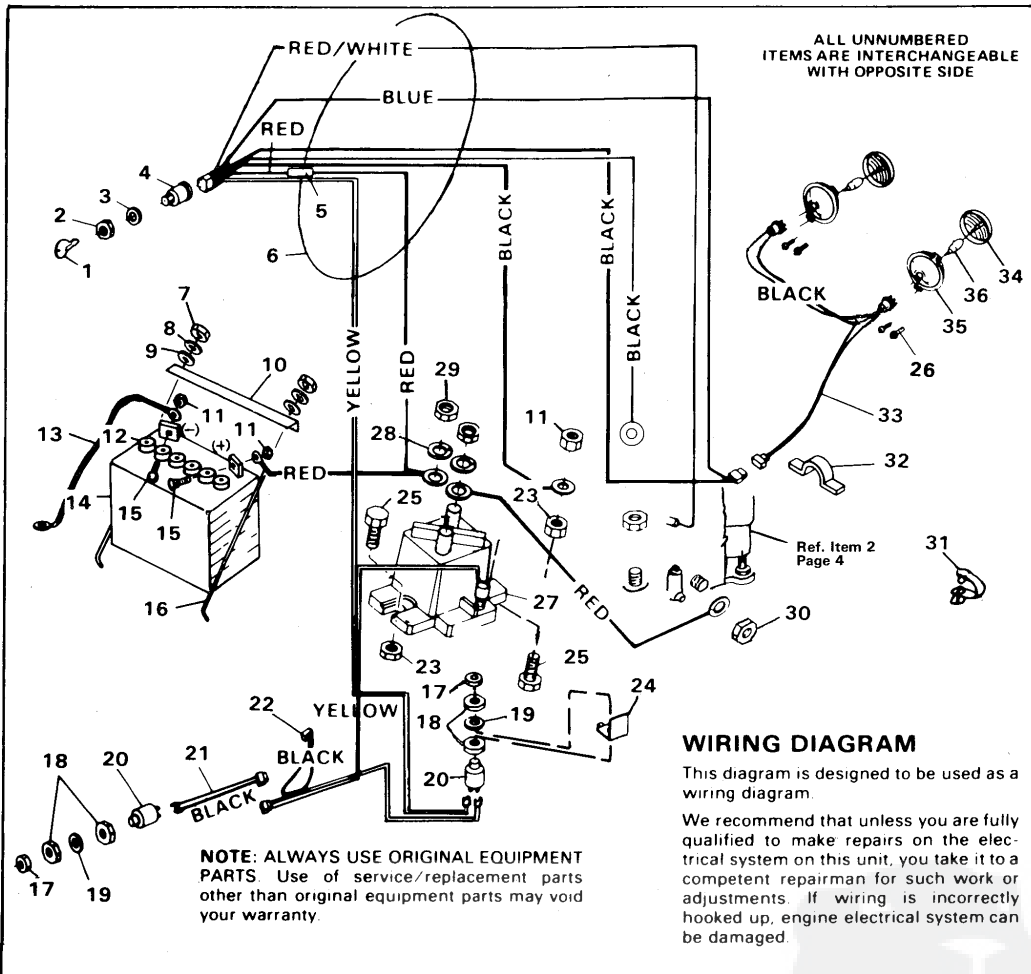 RED/WHITE
ALL UNNUMBERED
ITEMS ARE INTERCHANGEABLE
WITH OPPOSITE SIDE
BLUE
RED
4
3
2
1
5
6
BLACK
BLACK
BLACK
YELLOW
RED
BLACK
34
36
35
26
33
32
31
7
8
9
10
11
(-)
(+)
11
12
13
14
15
15
16
RED
29
28
25
11
23
27
RED
Ref. Item 2
Page 4
30
23
25
17
18
19
20
24
YELLOW
22
BLACK
21
BLACK
20
18
17
19
WIRING DIAGRAM
This diagram is designed to be used as a
wiring diagram.
We recommend that unless you are fully
qualified to make repairs on the elec-
trical system on this unit, you take it to a
competent repairman for such work or
adjustments. If wiring is incorrectly
hooked up, engine electrical system can
be damaged.
NOTE: ALWAYS USE ORIGINAL EQUIPMENT
PARTS. Use of service/replacement parts
other than original equipment parts may void
your warranty.